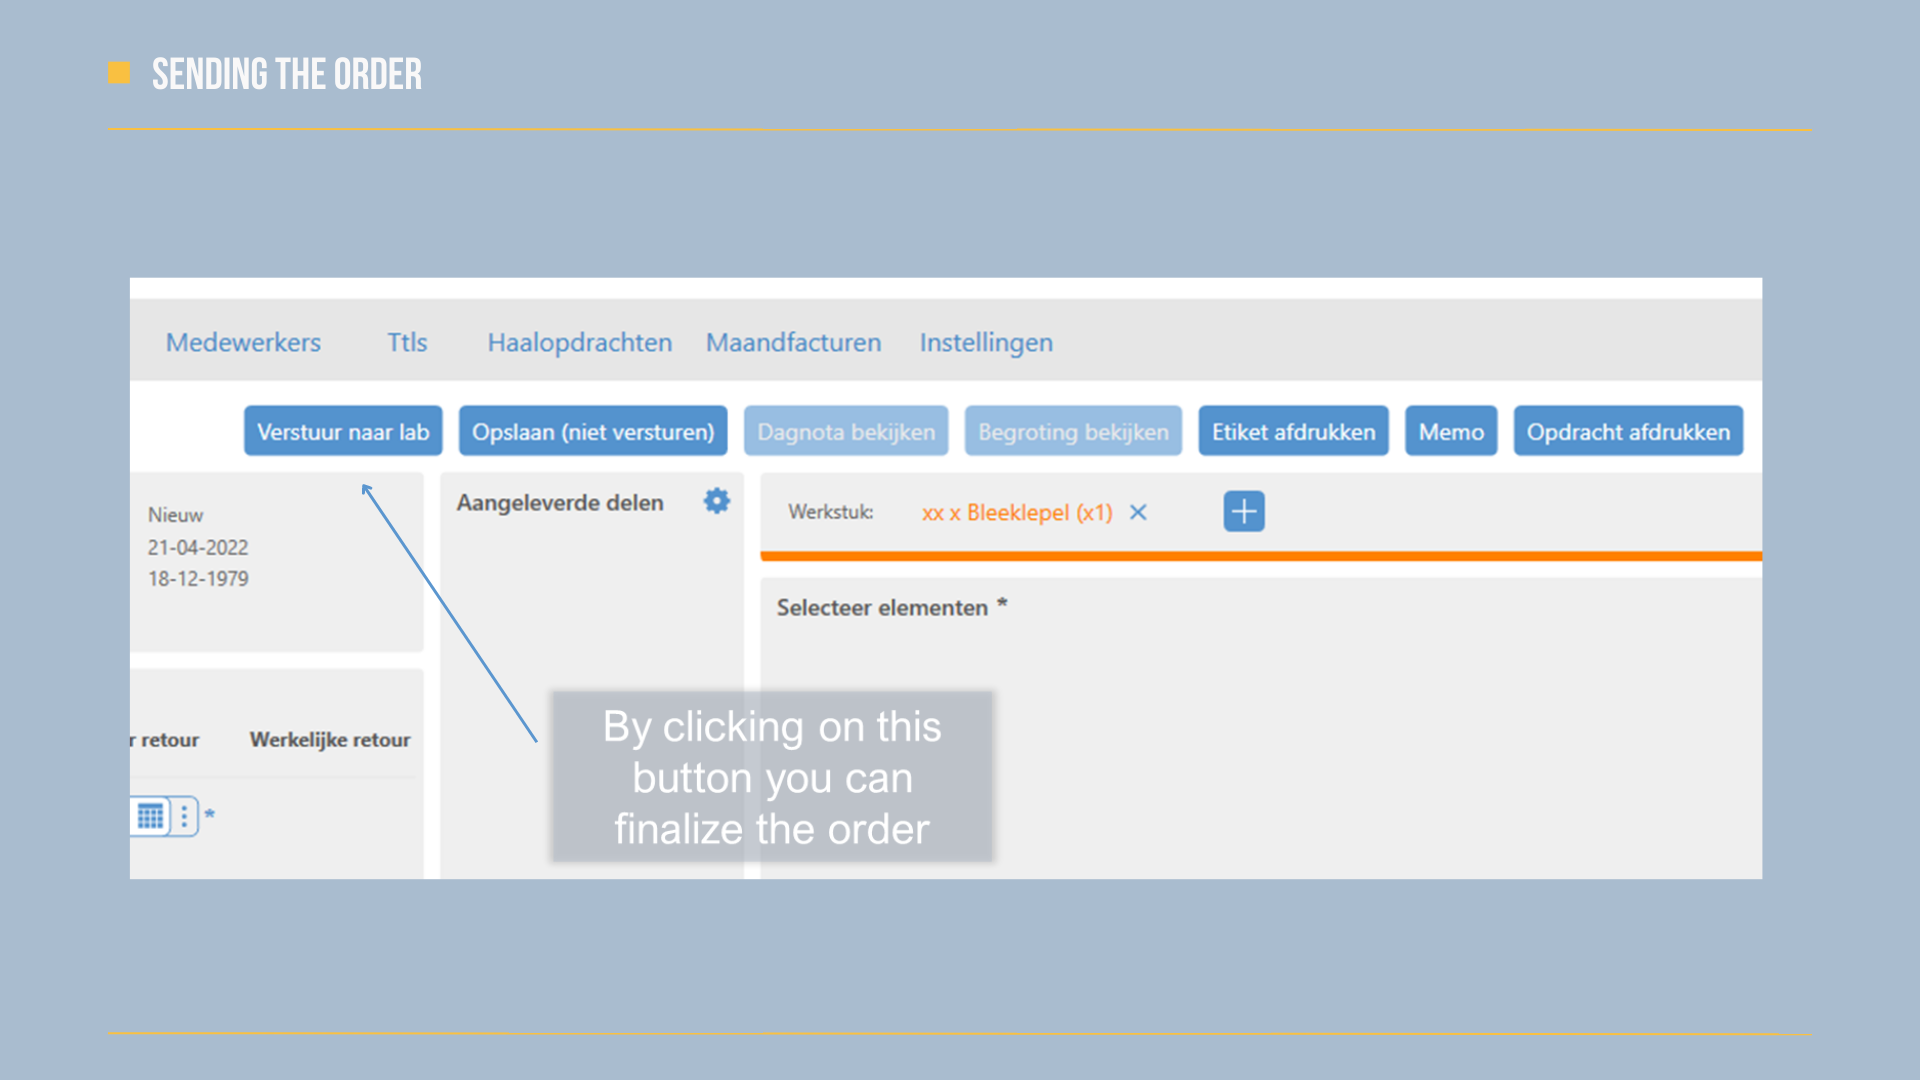 SENDING THE ORDER
Medewerkers Ttls Haalopdrachten Maandfacturen Instellingen
Verstuur naar lab Opslaan (niet versturen) Dagnota bekijken Begroting bekijken Etiket afdrukken Memo Opdracht afdrukken
Nieuw
21-04-2022
18-12-1979
Aangeleverde delen
Werkstuk: xx x Bleeklepel (x1)
Selecteer elementen *
r retour Werkelijke retour
*
By clicking on this
button you can
finalize the order